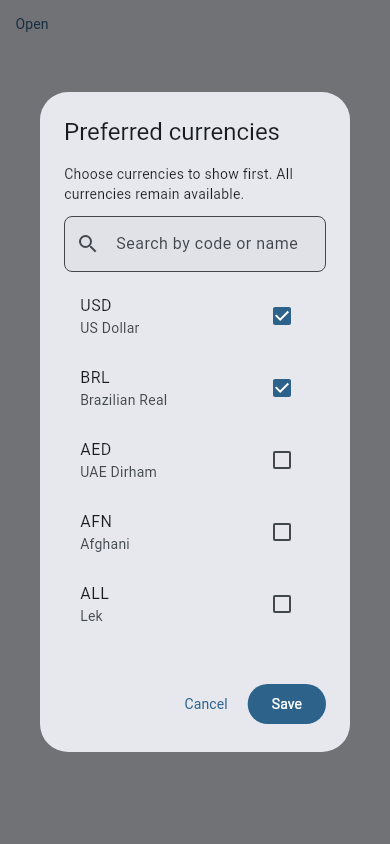 Open
Preferred currencies
Choose currencies to show first. All
currencies remain available.
Search by code or name
USD
US Dollar
BRL
Brazilian Real
AED
UAE Dirham
AFN
Afghani
ALL
Lek
Cancel
Save